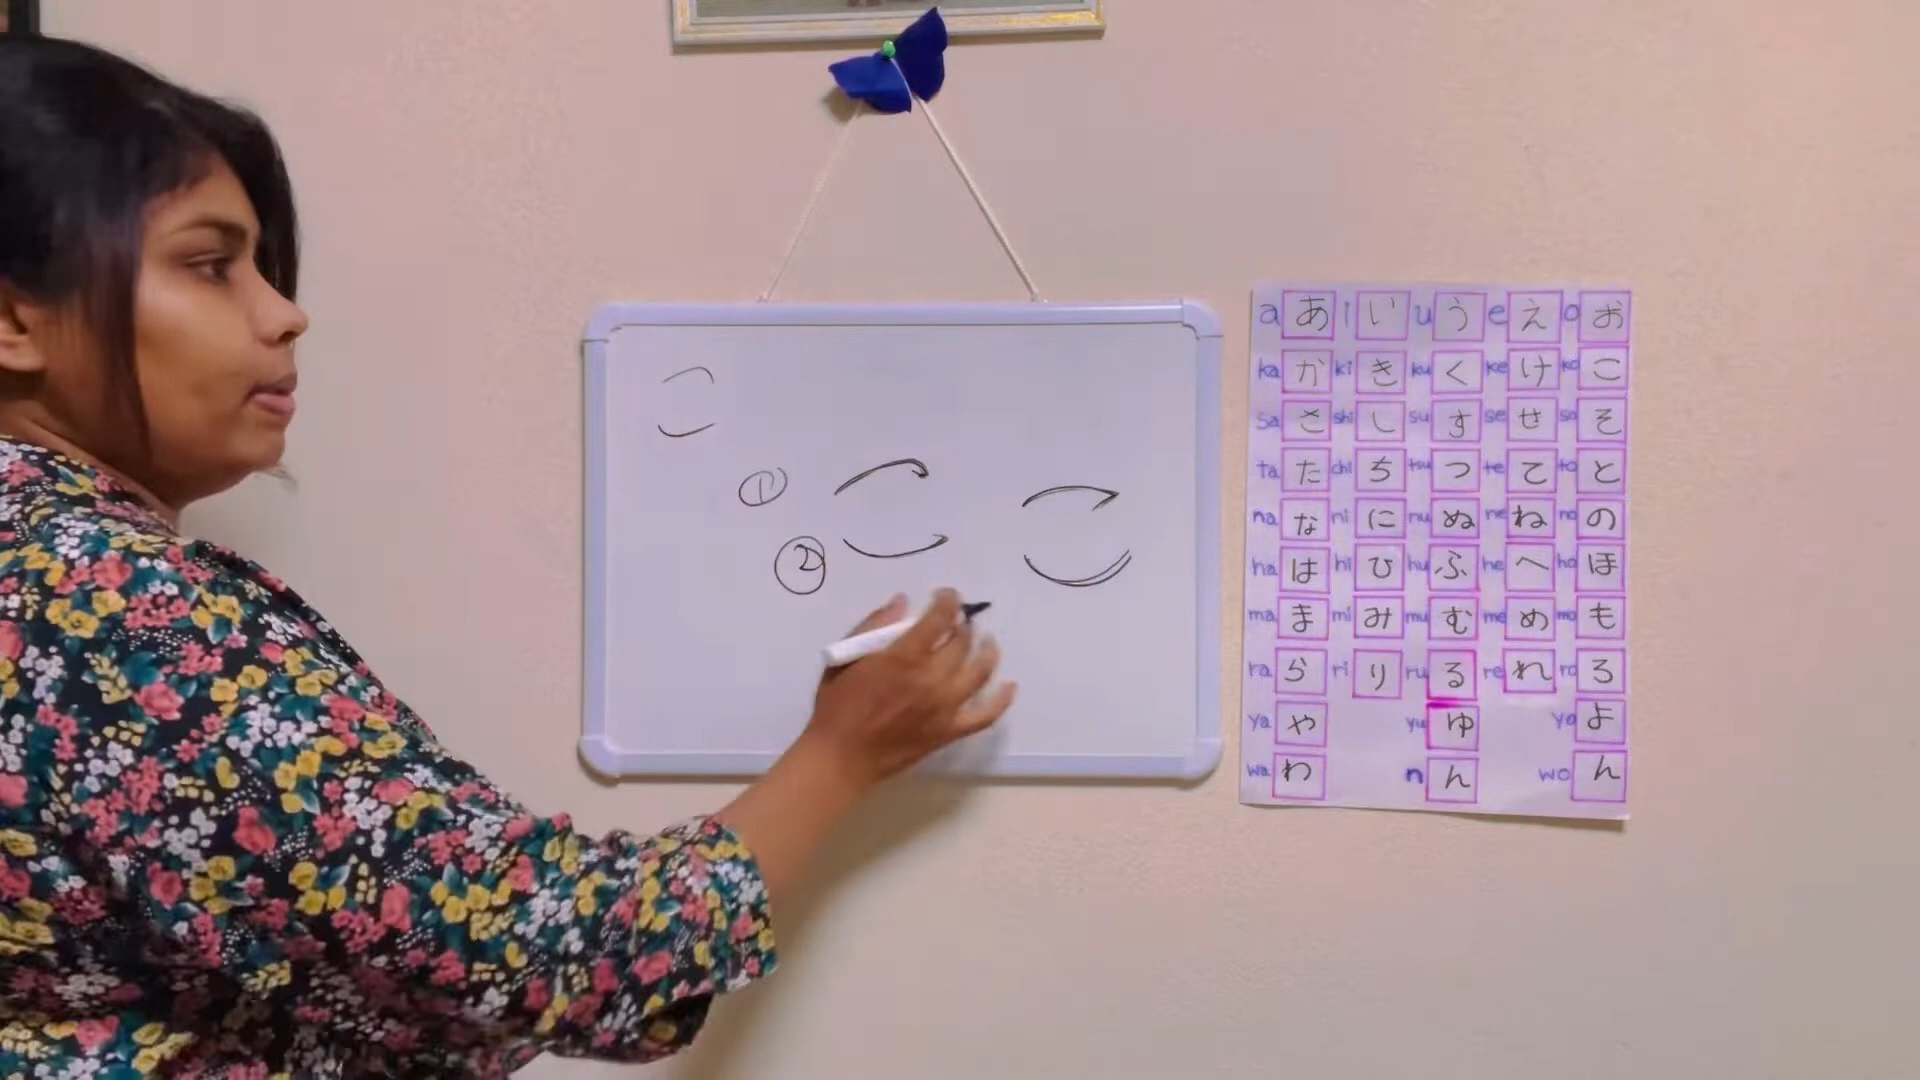 こ
① ②
こ こ
a あ i い u う e え o お
ka か ki き ku く ke け ko こ
sa さ shi し su す se せ so そ
ta た chi ち tsu つ te て to と
na な ni に nu ぬ ne ね no の
ha は hi ひ hu ふ he へ ho ほ
ma ま mi み mu む me め mo も
ra ら ri り ru る re れ ro ろ
ya や yu ゆ yo よ
wa わ n ん wo ん